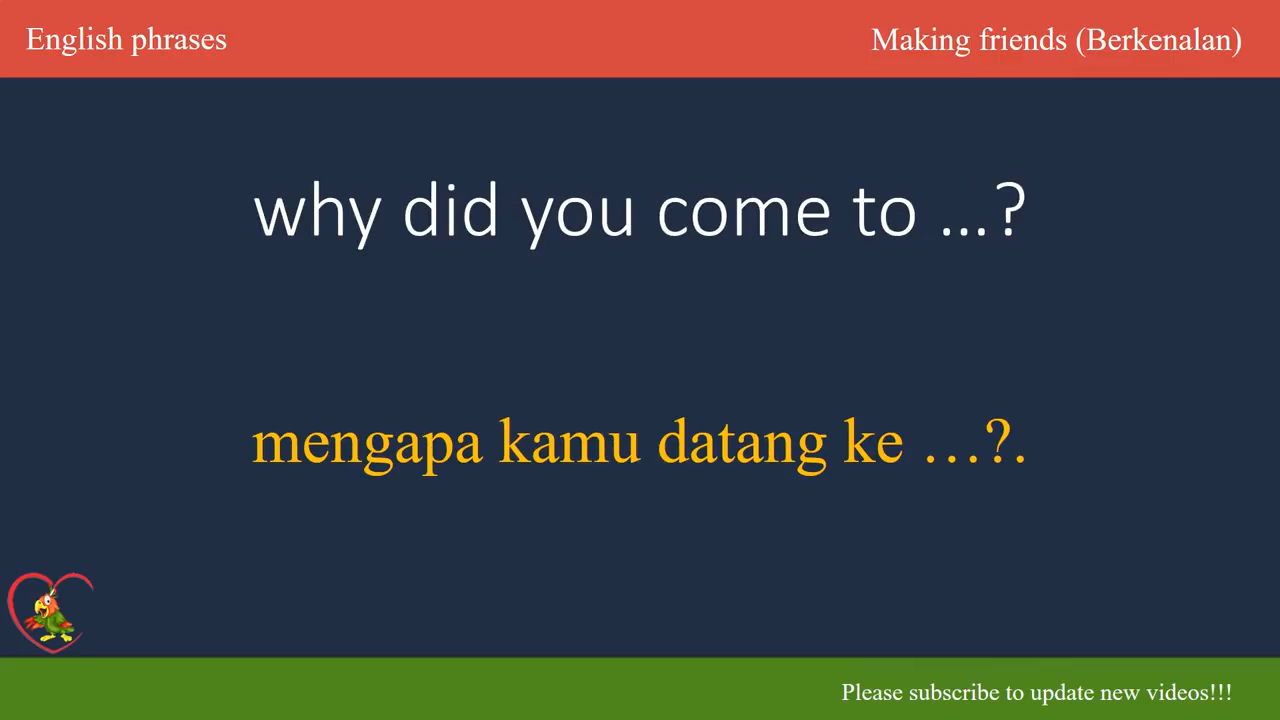 English phrases
Making friends (Berkenalan)
why did you come to ...?
mengapa kamu datang ke …?.
Please subscribe to update new videos!!!